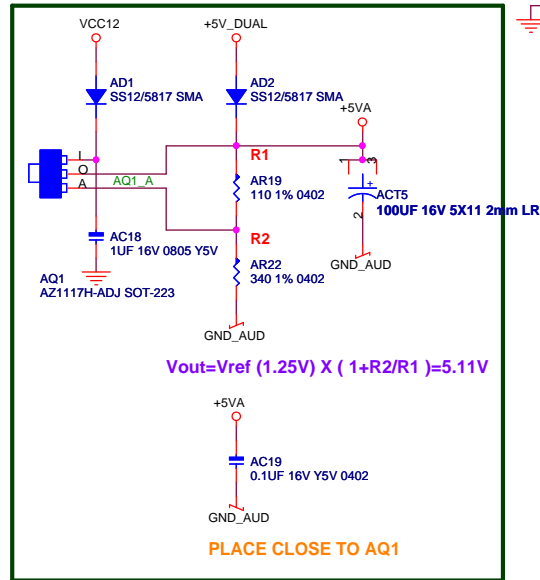 VCC12
+5V_DUAL
AD1
SS12/5817 SMA
AD2
SS12/5817 SMA
+5VA
I
O
A
AQ1_A
R1
AR19
110 1% 0402
1
3
+
ACT5
100UF 16V 5X11 2mm LR
2
AC18
1UF 16V 0805 Y5V
R2
AR22
340 1% 0402
GND_AUD
AQ1
AZ1117H-ADJ SOT-223
GND_AUD
Vout=Vref (1.25V) X ( 1+R2/R1 )=5.11V
+5VA
AC19
0.1UF 16V Y5V 0402
GND_AUD
PLACE CLOSE TO AQ1